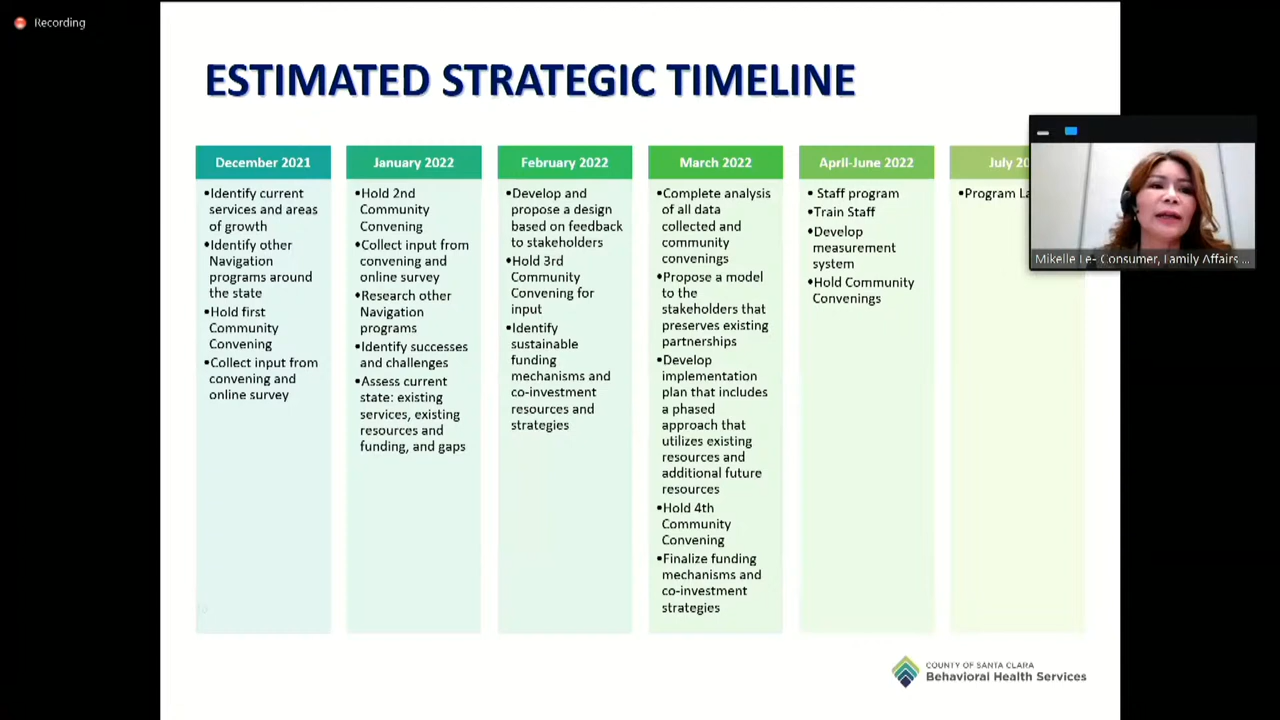 Recording
ESTIMATED STRATEGIC TIMELINE
December 2021
•Identify current
services and areas
of growth
•Identify other
Navigation
programs around
the state
•Hold first
Community
Convening
•Collect input from
convening and
online survey
January 2022
•Hold 2nd
Community
Convening
•Collect input from
convening and
online survey
•Research other
Navigation
programs
•Identify successes
and challenges
•Assess current
state: existing
services, existing
resources and
funding, and gaps
February 2022
•Develop and
propose a design
based on feedback
to stakeholders
•Hold 3rd
Community
Convening for
input
•Identify
sustainable
funding
mechanisms and
co-investment
resources and
strategies
March 2022
•Complete analysis
of all data
collected and
community
convenings
•Propose a model
to the
stakeholders that
preserves existing
partnerships
•Develop
implementation
plan that includes
a phased
approach that
utilizes existing
resources and
additional future
resources
•Hold 4th
Community
Convening
•Finalize funding
mechanisms and
co-investment
strategies
April-June 2022
• Staff program
•Train Staff
•Develop
measurement
system
•Hold Community
Convenings
July
•Program
Mikelle Le- Consumer, Family Affairs ...
COUNTY OF SANTA CLARA
Behavioral Health Services